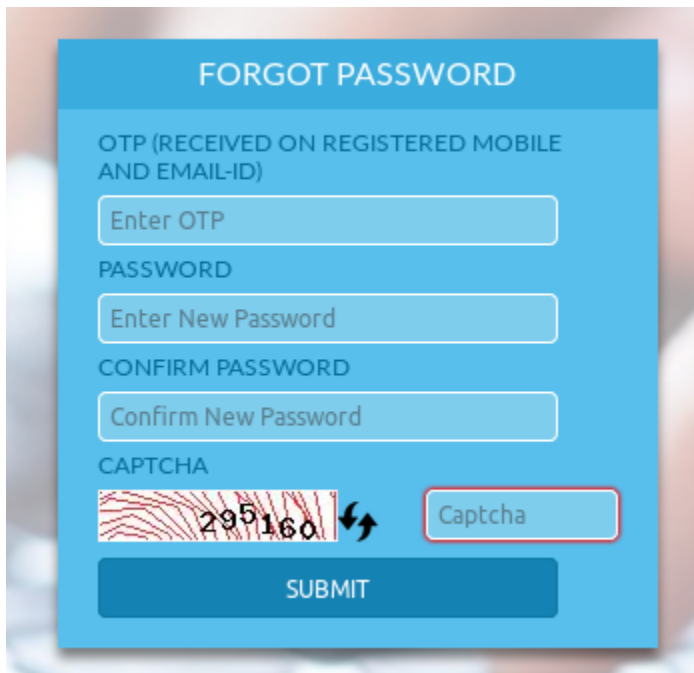 FORGOT PASSWORD
OTP (RECEIVED ON REGISTERED MOBILE
AND EMAIL-ID)
Enter OTP
PASSWORD
Enter New Password
CONFIRM PASSWORD
Confirm New Password
CAPTCHA
295160 Captcha
SUBMIT